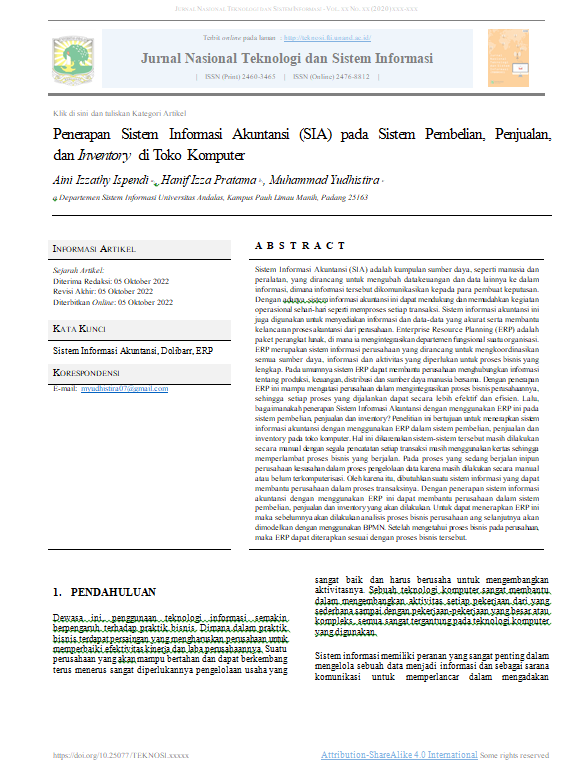 JURNAL NASIONAL TEKNOLOGI DAN SISTEM INFORMASI - VOL. XX NO. XX (2020) XXX-XXX
Terbit online pada laman : http://teknosi.fti.unand.ac.id/
Jurnal Nasional Teknologi dan Sistem Informasi
| ISSN (Print) 2460-3465 | ISSN (Online) 2476-8812 |
Klik di sini dan tuliskan Kategori Artikel
Penerapan Sistem Informasi Akuntansi (SIA) pada Sistem Pembelian, Penjualan,
dan Inventory di Toko Komputer
Aini Izzathy Ispendi , Hanif Izza Pratama , Muhammad Yudhistira
a Departemen Sistem Informasi Universitas Andalas, Kampus Pauh Limau Manih, Padang 25163
INFORMASI ARTIKEL
Sejarah Artikel:
Diterima Redaksi: 05 Oktober 2022
Revisi Akhir: 05 Oktober 2022
Diterbitkan Online: 05 Oktober 2022
KATA KUNCI
Sistem Informasi Akuntansi, Dolibarr, ERP
KORESPONDENSI
E-mail: myudhistira07@gmail.com
A B S T R A C T
Sistem Informasi Akuntansi (SIA) adalah kumpulan sumber daya, seperti manusia dan
peralatan, yang dirancang untuk mengubah data keuangan dan data lainnya ke dalam
informasi, dimana informasi tersebut dikomunikasikan kepada para pembuat keputusan.
Dengan adanya sistem informasi akuntansi ini dapat mendukung dan memudahkan kegiatan
operasional sehari-hari seperti memproses setiap transaksi. Sistem informasi akuntansi ini
juga digunakan untuk menyediakan informasi dan data-data yang akurat serta membantu
kelancaran proses akuntansi dari perusahaan. Enterprise Resource Planning (ERP) adalah
paket perangkat lunak, di mana ia mengintegrasikan departemen fungsional suatu organisasi.
ERP merupakan sistem informasi perusahaan yang dirancang untuk mengkoordinasikan
semua sumber daya, informasi dan aktivitas yang diperlukan untuk proses bisnis yang
lengkap. Pada umumnya sistem ERP dapat membantu perusahaan menghubungkan informasi
tentang produksi, keuangan, distribusi dan sumber daya manusia bersama. Dengan penerapan
ERP ini mampu mengatasi perusahaan dalam mengintegrasikan proses bisnis perusahaannya,
sehingga setiap proses yang dijalankan dapat secara lebih efektif dan efisien. Lalu,
bagaimanakah penerapan Sistem Informasi Akuntansi dengan menggunakan ERP ini pada
sistem pembelian, penjualan dan inventory? Penelitian ini bertujuan untuk menerapkan sistem
informasi akuntansi dengan menggunakan ERP dalam sistem pembelian, penjualan dan
inventory pada toko komputer. Hal ini dikarenakan sistem-sistem tersebut masih dilakukan
secara manual dengan segala pencatatan setiap transaksi masih menggunakan kertas sehingga
memperlambat proses bisnis yang berjalan. Pada proses yang sedang berjalan inipun
perusahaan kesusahan dalam proses pengelolaan data karena masih dilakukan secara manual
atau belum terkomputerisasi. Oleh karena itu, dibutuhkan suatu sistem informasi yang dapat
membantu perusahaan dalam proses transaksinya. Dengan penerapan sistem informasi
akuntansi dengan menggunakan ERP ini dapat membantu perusahaan dalam sistem
pembelian, penjualan dan inventory yang akan dilakukan. Untuk dapat menerapkan ERP ini
maka sebelumnya akan dilakukan analisis proses bisnis perusahaan yang selanjutnya akan
dimodelkan dengan menggunakan BPMN. Setelah mengetahui proses bisnis pada perusahaan,
maka ERP dapat diterapkan sesuai dengan proses bisnis tersebut.
1. PENDAHULUAN
Dewasa ini, penggunaan teknologi informasi semakin
berpengaruh terhadap praktik bisnis. Dimana dalam praktik
bisnis terdapat persaingan yang mengharuskan perusahaan untuk
memperbaiki efektivitas kinerja dan laba perusahaannya. Suatu
perusahaan yang akan mampu bertahan dan dapat berkembang
terus menerus sangat diperlukannya pengelolaan usaha yang
sangat baik dan harus berusaha untuk mengembangkan
aktivitasnya. Sebuah teknologi komputer sangat membantu
dalam mengembangkan aktivitas setiap pekerjaan dari yang
sederhana sampai dengan pekerjaan-pekerjaan yang besar atau
kompleks, semua sangat tergantung pada teknologi komputer
yang digunakan.
Sistem informasi memiliki peranan yang sangat penting dalam
mengelola sebuah data menjadi informasi dan sebagai sarana
komunikasi untuk memperlancar dalam mengadakan
https://doi.org/10.25077/TEKNOSI.xxxxx
Attribution-ShareAlike 4.0 International Some rights reserved